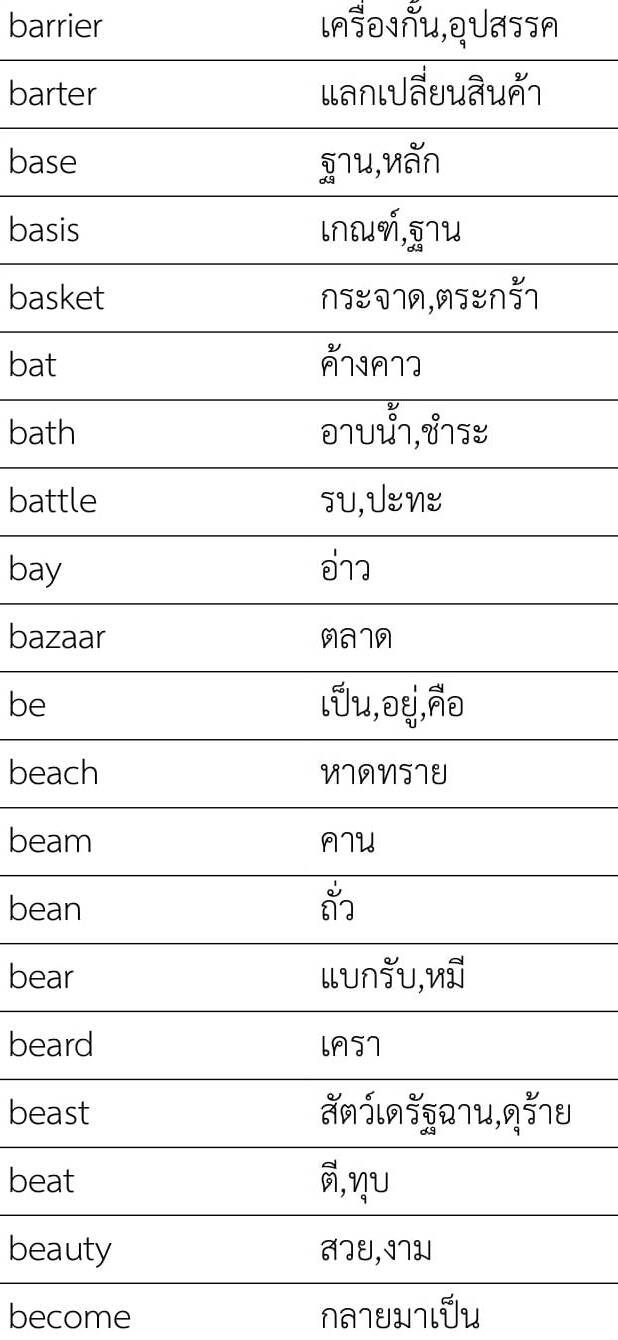 barrier เครื่องกั้น,อุปสรรค
barter แลกเปลี่ยนสินค้า
base ฐาน,หลัก
basis เกณฑ์,ฐาน
basket กระจาด,ตระกร้า
bat ค้างคาว
bath อาบน้ำ,ชำระ
battle รบ,ปะทะ
bay อ่าว
bazaar ตลาด
be เป็น,อยู่,คือ
beach หาดทราย
beam คาน
bean ถั่ว
bear แบกรับ,หมี
beard เครา
beast สัตว์เดรัฐฉาน,ดุร้าย
beat ตี,ทุบ
beauty สวย,งาม
become กลายมาเป็น